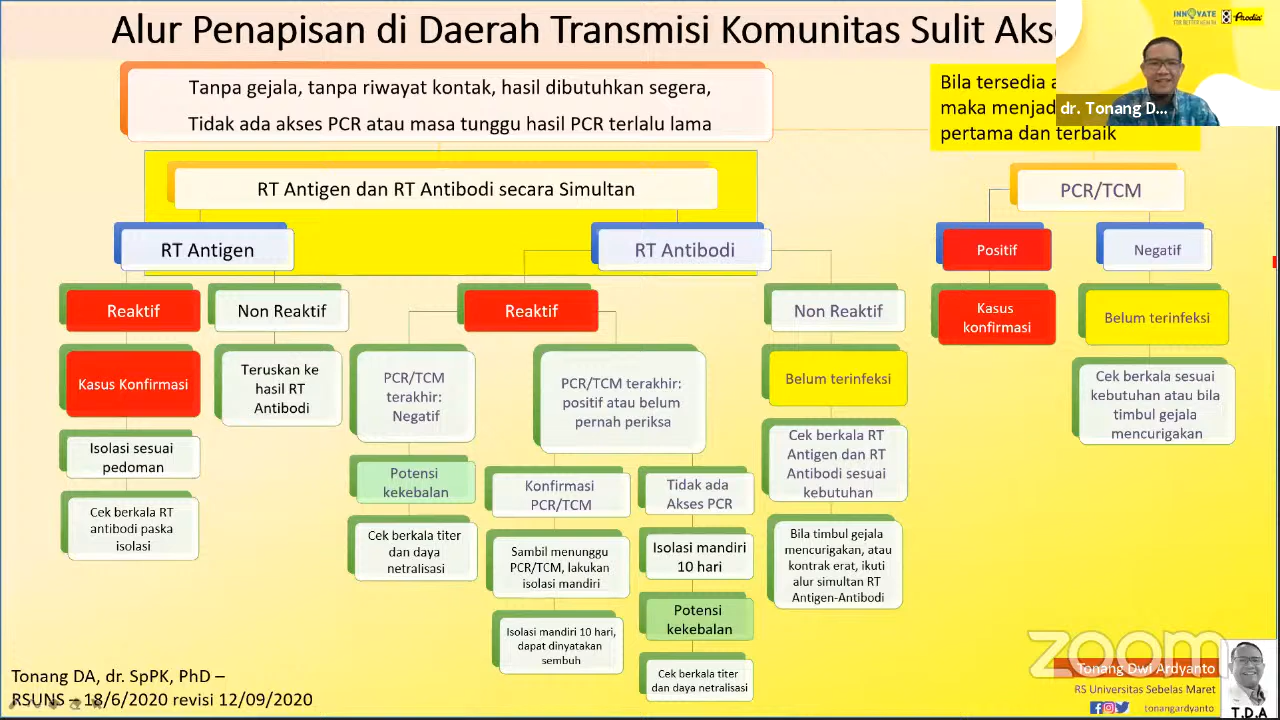 Alur Penapisan di Daerah Transmisi Komunitas Sulit
INNOVATE
Prodia
dr. Tonang D...
Tanpa gejala, tanpa riwayat kontak, hasil dibutuhkan segera,
Tidak ada akses PCR atau masa tunggu hasil PCR terlalu lama
Bila tersedia
maka
pertama dan terbaik
RT Antigen dan RT Antibodi secara Simultan
PCR/TCM
RT Antigen
RT Antibodi
Positif
Negatif
Reaktif
Non Reaktif
Reaktif
Non Reaktif
Kasus
konfirmasi
Belum terinfeksi
Kasus Konfirmasi
Teruskan ke
hasil RT
Antibodi
PCR/TCM
terakhir:
Negatif
PCR/TCM terakhir:
positif atau belum
pernah periksa
Belum terinfeksi
Cek berkala sesuai
kebutuhan atau bila
timbul gejala
mencurigakan
Isolasi sesuai
pedoman
Potensi
kekebalan
Konfirmasi
PCR/TCM
Tidak ada
Akses PCR
Cek berkala RT
Antigen dan RT
Antibodi sesuai
kebutuhan
Cek berkala RT
antibodi paska
isolasi
Cek berkala titer
dan daya
netralisasi
Sambil menunggu
PCR/TCM, lakukan
isolasi mandiri
Isolasi mandiri
10 hari
Bila timbul gejala
mencurigakan, atau
kontrak erat, ikuti
alur simultan RT
Antigen-Antibodi
Isolasi mandiri 10 hari,
dapat dinyatakan
sembuh
Potensi
kekebalan
Cek berkala titer
dan daya netralisasi
Tonang DA, dr. SpPK, PhD –
RSUNS – 18/6/2020 revisi 12/09/2020
zoom
Tonang Dwi Ardyanto
RS Universitas Sebelas Maret
tonangardyanto
T.D.A